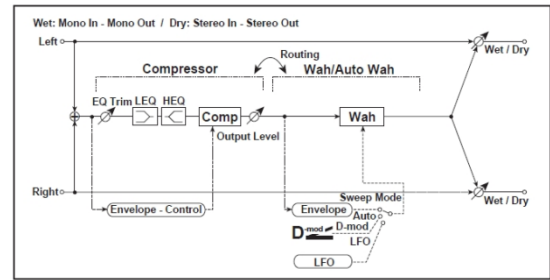 Wet: Mono In - Mono Out / Dry: Stereo In - Stereo Out
Left
Wet / Dry
Routing
Compressor
Wah/Auto Wah
EQ Trim LEQ HEQ
Comp
Output Level
Wah
Right
Wet / Dry
Sweep Mode
Envelope - Control
Envelope
Auto
D-mod
D-mod
LFO
LFO